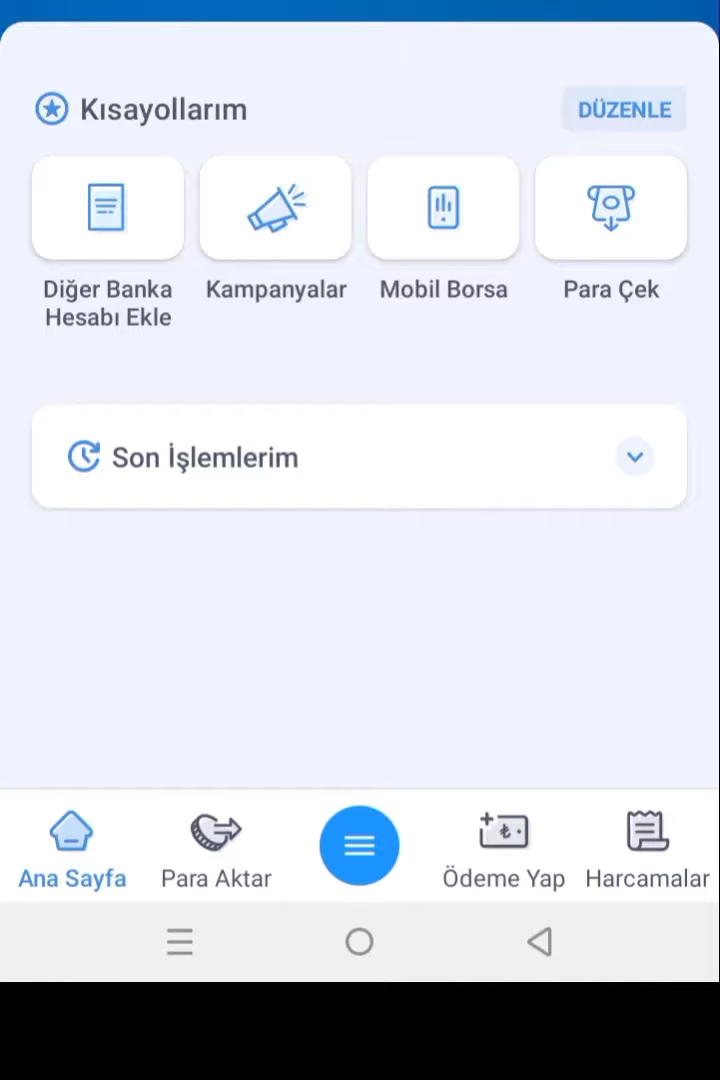 Kısayollarım
DÜZENLE
Diğer Banka
Hesabı Ekle
Kampanyalar
Mobil Borsa
Para Çek
Son İşlemlerim
Ana Sayfa
Para Aktar
Ödeme Yap
Harcamalar